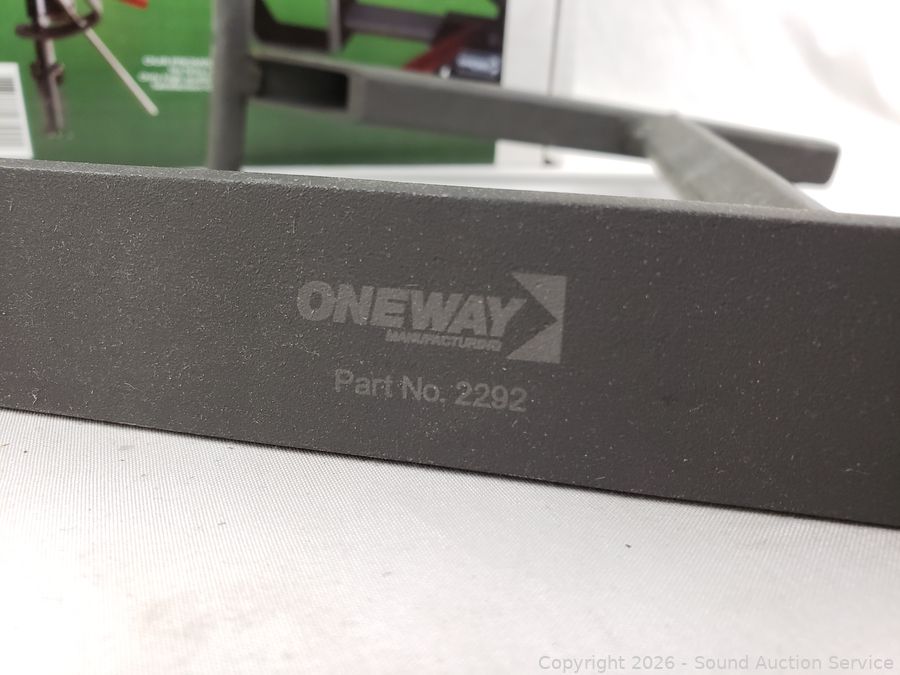 ONEWAY
MANUFACTURING
Part No. 2292
Copyright © 2026 - Sound Auction Service